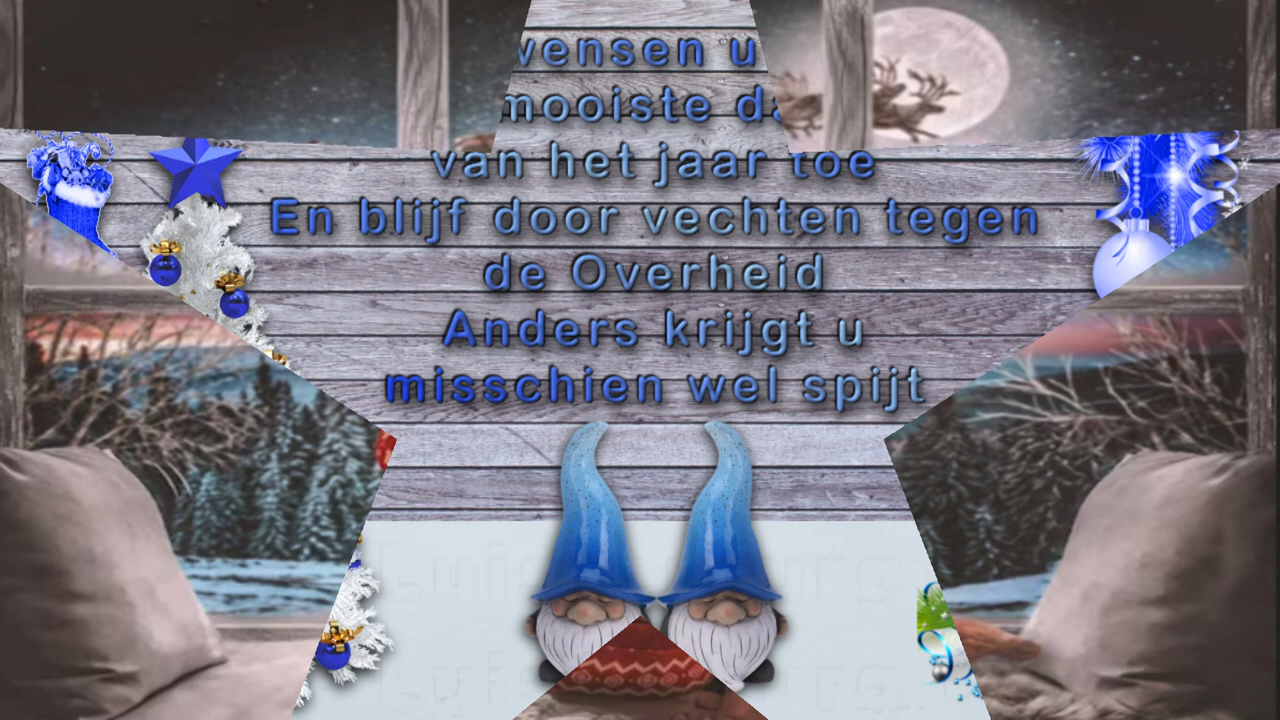 wensen u
mooiste
van het jaar toe
En blijf door vechten tegen
de Overheid
Anders krijgt u
misschien wel spijt